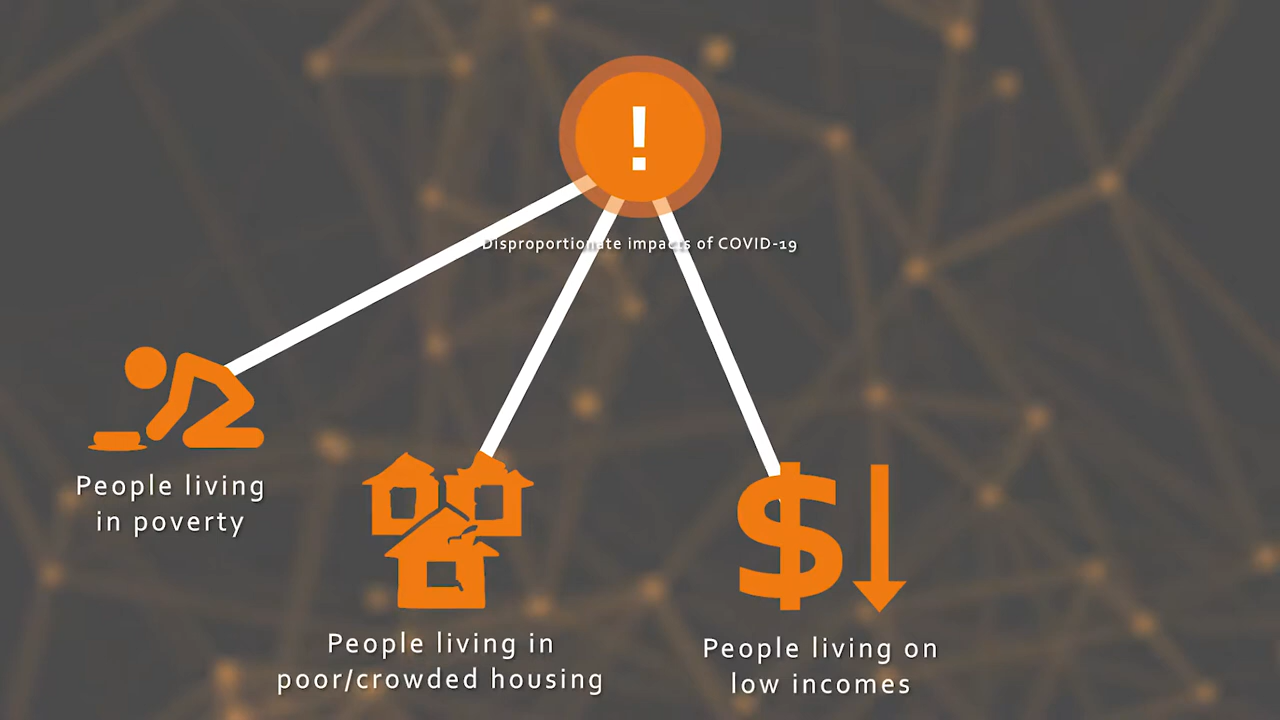 !
Disproportionate impacts of COVID-19
People living
in poverty
$
People living in
poor/crowded housing
People living on
low incomes